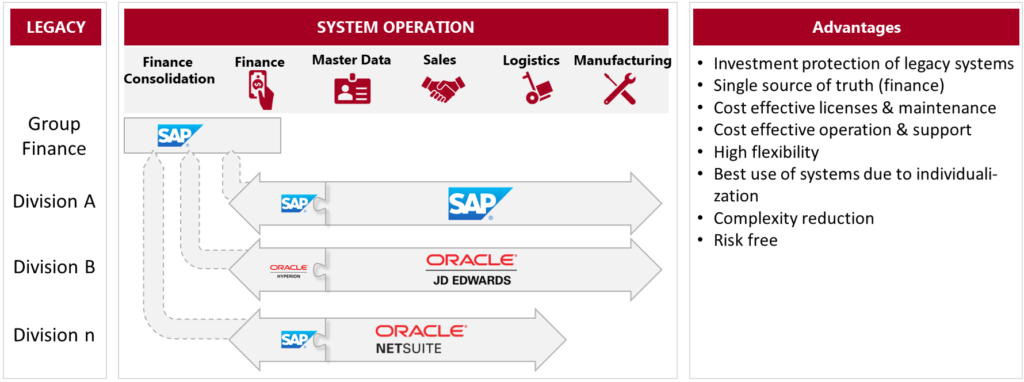 LEGACY
SYSTEM OPERATION
Advantages
Finance
Consolidation
Finance
Master Data
Sales
Logistics
Manufacturing
Group
Finance
SAP
®
Division A
SAP
®
SAP
®
Division B
ORACLE
HYPERION
ORACLE
JD EDWARDS
Division n
SAP
®
ORACLE
NETSUITE
• Investment protection of legacy systems
• Single source of truth (finance)
• Cost effective licenses & maintenance
• Cost effective operation & support
• High flexibility
• Best use of systems due to individuali-
zation
• Complexity reduction
• Risk free